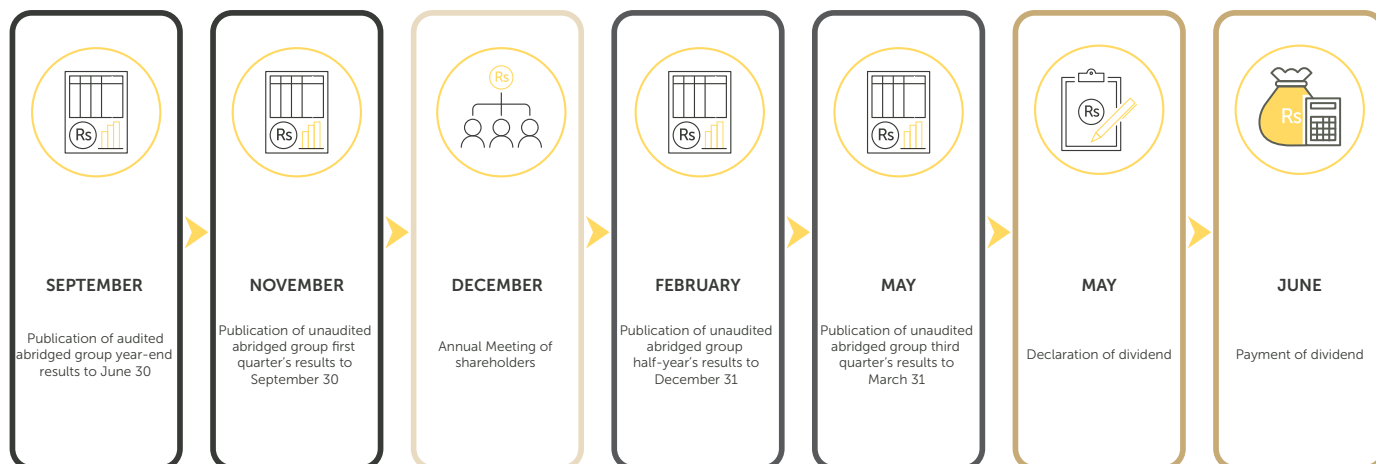 Rs
SEPTEMBER
Publication of audited
abridged group year-end
results to June 30
Rs
NOVEMBER
Publication of unaudited
abridged group first
quarter's results to
September 30
Rs
DECEMBER
Annual Meeting of
shareholders
Rs
FEBRUARY
Publication of unaudited
abridged group
half-year's results to
December 31
Rs
MAY
Publication of unaudited
abridged group third
quarter's results to
March 31
Rs
MAY
Declaration of dividend
Rs
JUNE
Payment of dividend